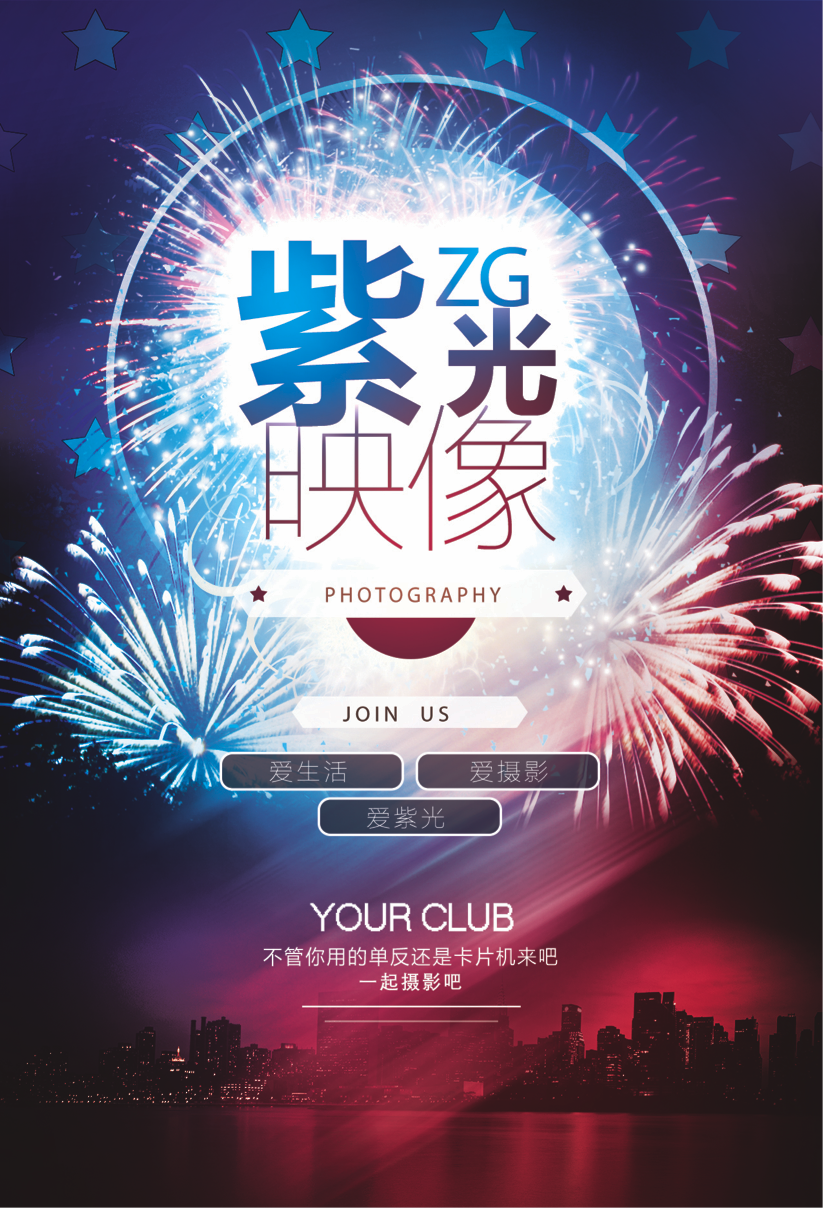 紫光
ZG
映像
PHOTOGRAPHY
JOIN US
爱生活 爱摄影
爱紫光
YOUR CLUB
不管你用的单反还是卡片机来吧
一起摄影吧